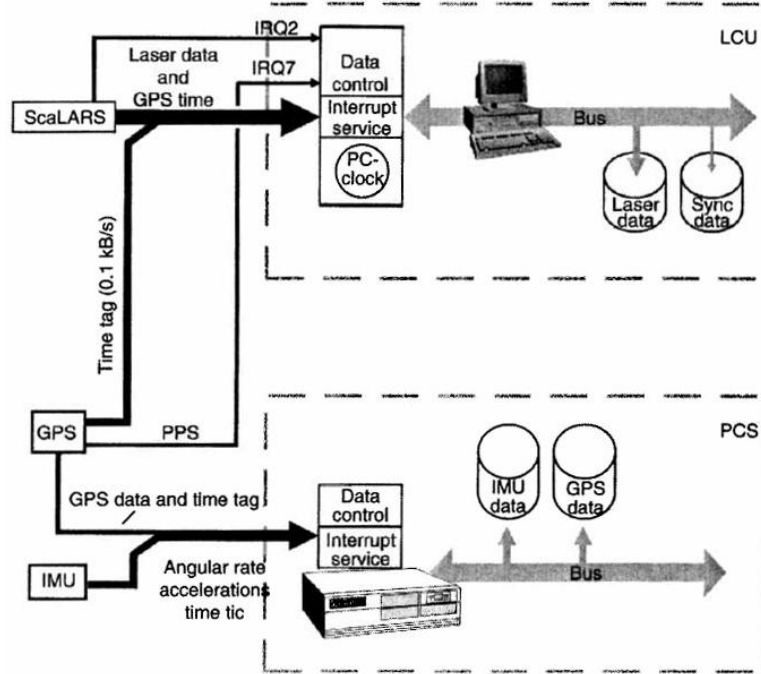 IRQ2
LCU
Laser data
and
GPS time
IRQ7
Data
control
ScaLARS
Interrupt
service
Bus
PC-
clock
Laser
data
Sync
data
Time tag (0.1 kB/s)
GPS
PPS
PCS
GPS data and time tag
IMU
data
GPS
data
Data
control
Interrupt
service
IMU
Angular rate
accelerations
time tic
Bus